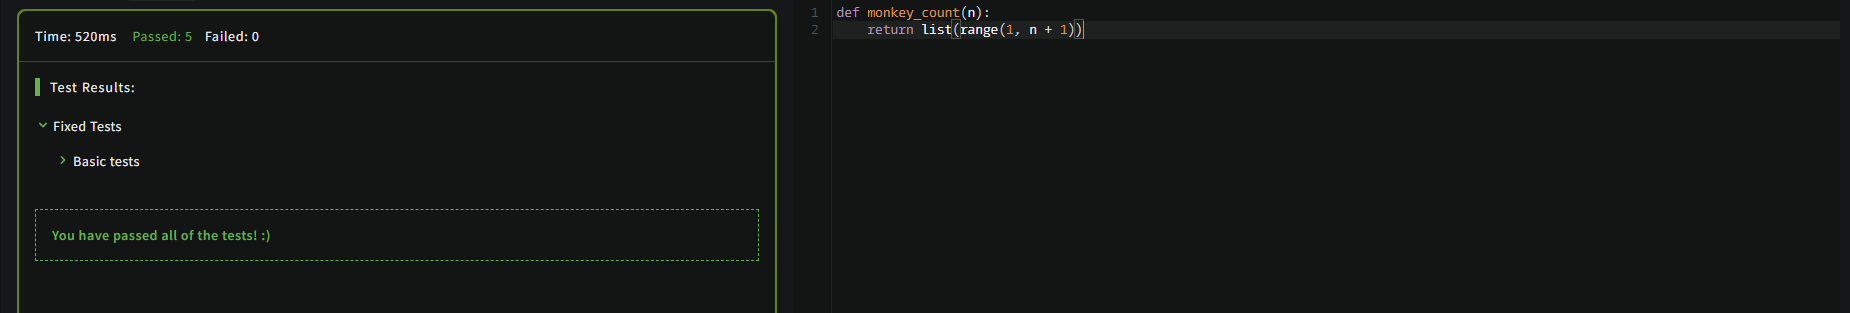 Time: 520ms Passed: 5 Failed: 0
Test Results:
Fixed Tests
Basic tests
You have passed all of the tests! :)
1 def monkey_count(n):
2     return list(range(1, n + 1))